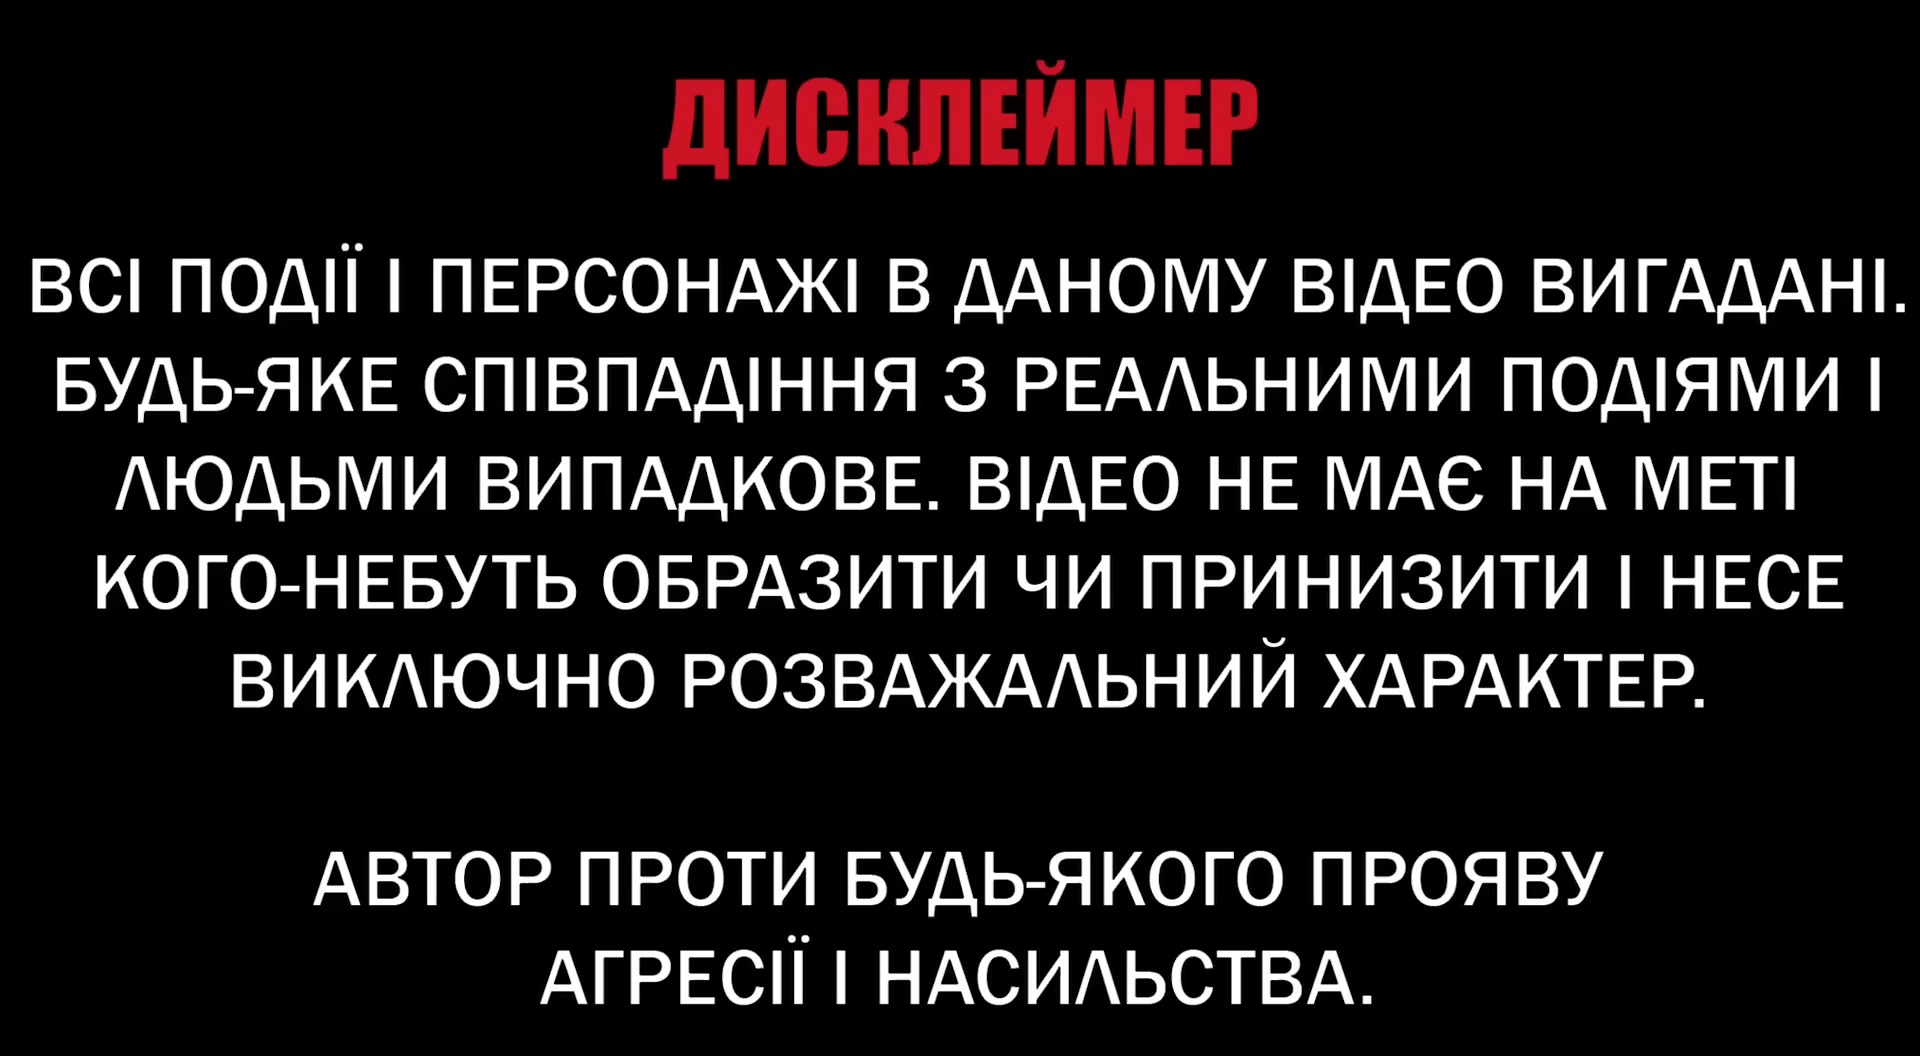 ДИСКЛЕЙМЕР
ВСІ ПОДІЇ І ПЕРСОНАЖІ В ДАНОМУ ВІДЕО ВИГАДАНІ.
БУДЬ-ЯКЕ СПІВПАДІННЯ З РЕАЛЬНИМИ ПОДІЯМИ І
ЛЮДЬМИ ВИПАДКОВЕ. ВІДЕО НЕ МАЄ НА МЕТІ
КОГО-НЕБУТЬ ОБРАЗИТИ ЧИ ПРИНИЗИТИ І НЕСЕ
ВИКЛЮЧНО РОЗВАЖАЛЬНИЙ ХАРАКТЕР.
АВТОР ПРОТИ БУДЬ-ЯКОГО ПРОЯВУ
АГРЕСІЇ І НАСИЛЬСТВА.